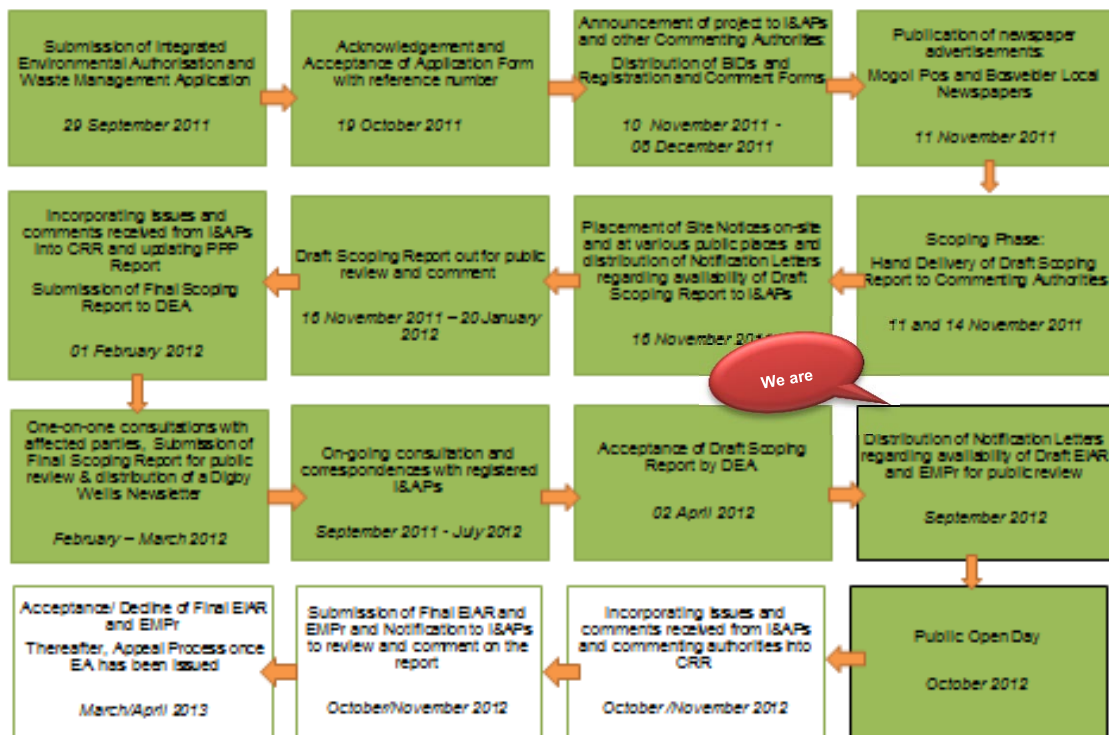 Submission of Integrated
Environmental Authorisation and
Waste Management Application
29 September 2011
Acknowledgement and
Acceptance of Application Form
with reference number
19 October 2011
Announcement of project to I&APs
and other Commenting Authorities:
Distribution of BIDs and
Registration and Comment Forms
10 November 2011 -
06 December 2011
Publication of newspaper
advertisements:
Mogol Pos and Bosvelder Local
Newspapers
11 November 2011
Scoping Phase:
Hand Delivery of Draft Scoping
Report to Commenting Authorities
11 and 14 November 2011
Placement of Site Notices on-site
and at various public places and
distribution of Notification Letters
regarding availability of Draft
Scoping Report to I&APs
16 November
Draft Scoping Report out for public
review and comment
16 November 2011 – 20 January
2012
Incorporating issues and
comments received from I&APs
into CRR and updating PPP
Report
Submission of Final Scoping
Report to DEA
01 February 2012
One-on-one consultations with
affected parties, Submission of
Final Scoping Report for public
review & distribution of a Digby
Wells Newsletter
February – March 2012
On-going consultation and
correspondences with registered
I&APs
September 2011 - July 2012
Acceptance of Draft Scoping
Report by DEA
02 April 2012
We are
Distribution of Notification Letters
regarding availability of Draft EIAR
and EMPr for public review
September 2012
Public Open Day
October 2012
Incorporating issues and
comments received from I&APs
and commenting authorities into
CRR
October /November 2012
Submission of Final EIAR and
EMPr and Notification to I&APs
to review and comment on the
report
October/November 2012
Acceptance/ Decline of Final EIAR
and EMPr
Thereafter, Appeal Process once
EA has been issued
March/April 2013